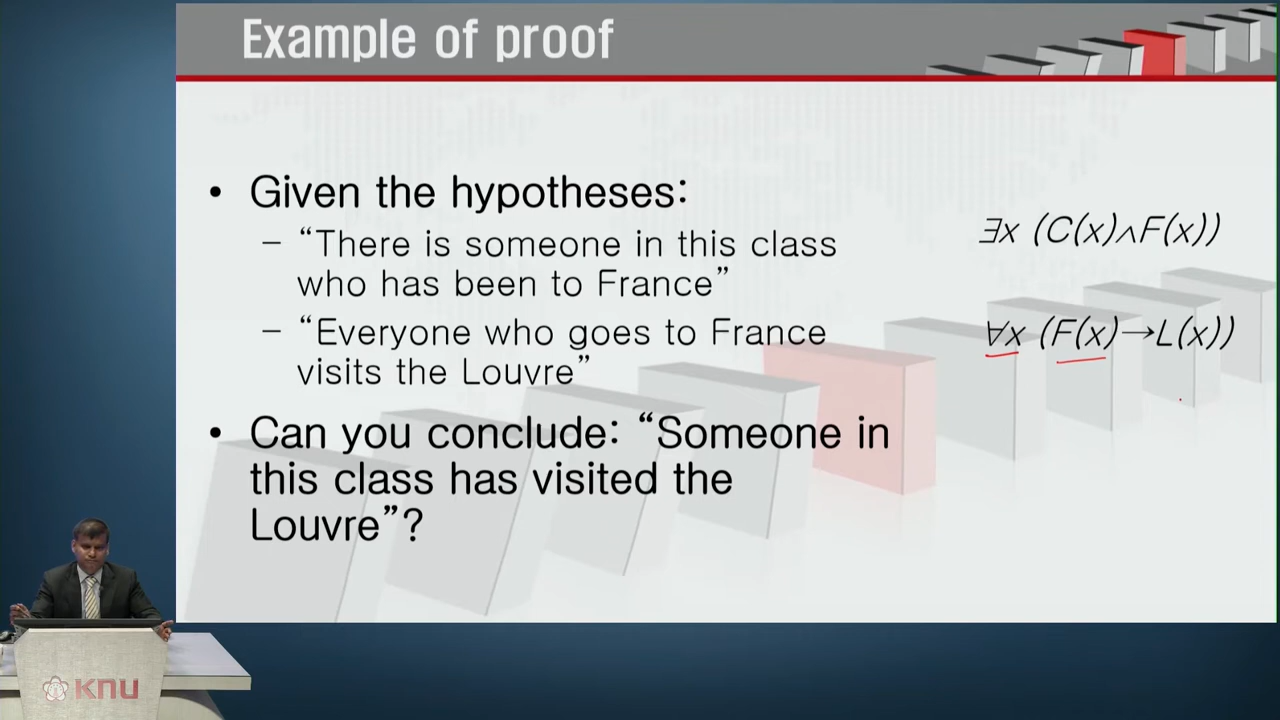 Example of proof
• Given the hypotheses:
– “There is someone in this class
who has been to France”
∃x (C(x)∧F(x))
– “Everyone who goes to France
visits the Louvre”
∀x (F(x)→L(x))
• Can you conclude: “Someone in
this class has visited the
Louvre”?
KNU